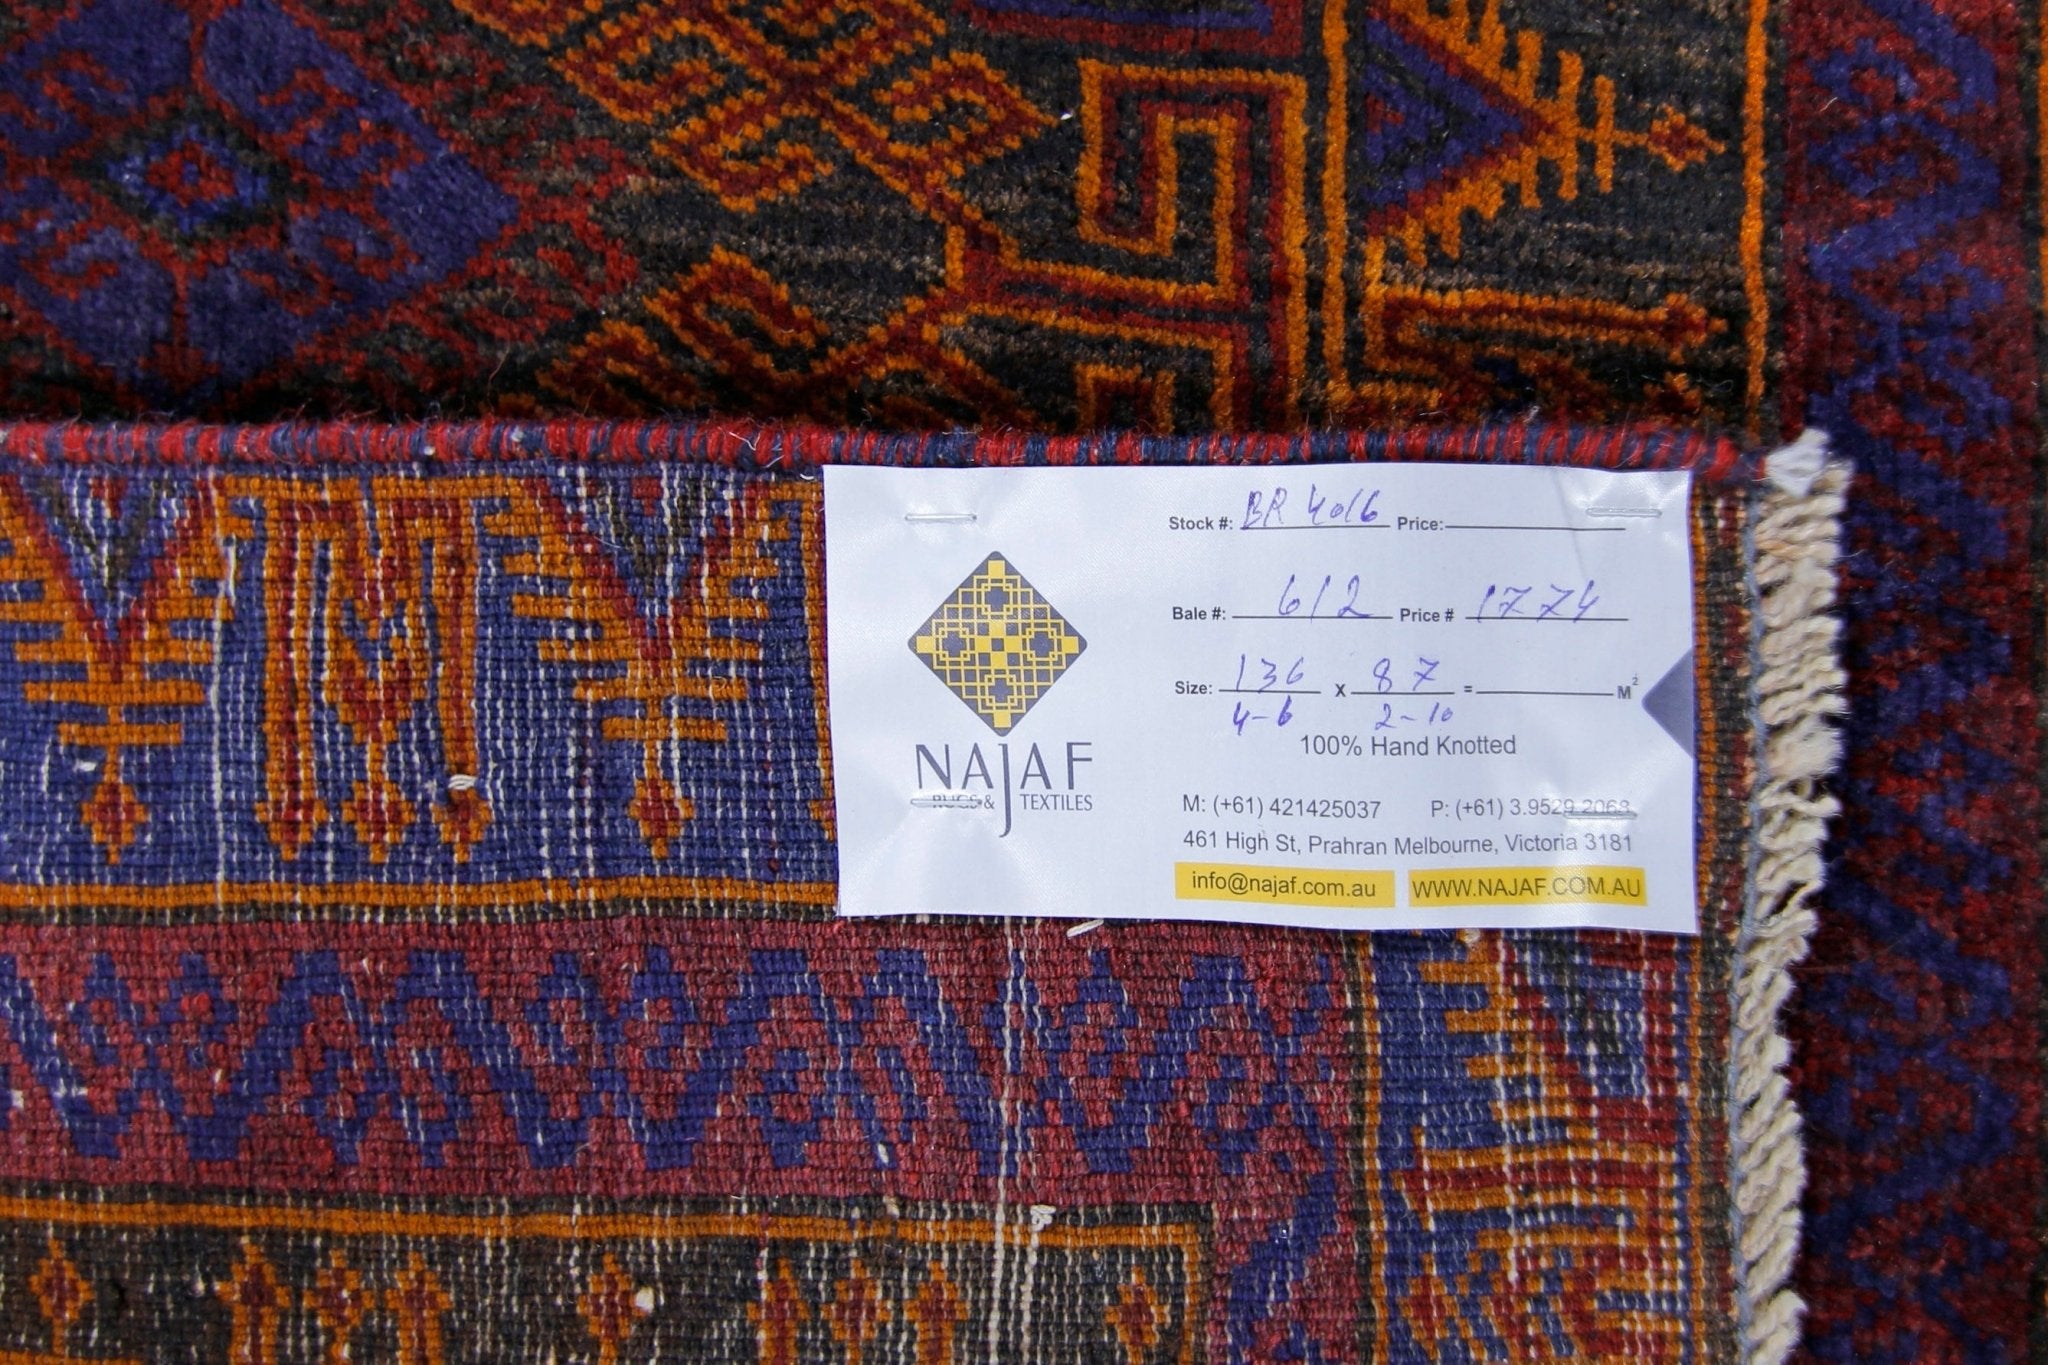 Stock #: BR 4016 Price:
Bale #: 612 Price # 1774
Size: 136 x 87 = M²
4-6 2-10
100% Hand Knotted
NAJAF
RUGS & TEXTILES
M: (+61) 421425037 P: (+61) 3.9529 2068
461 High St, Prahran Melbourne, Victoria 3181
info@najaf.com.au WWW.NAJAF.COM.AU